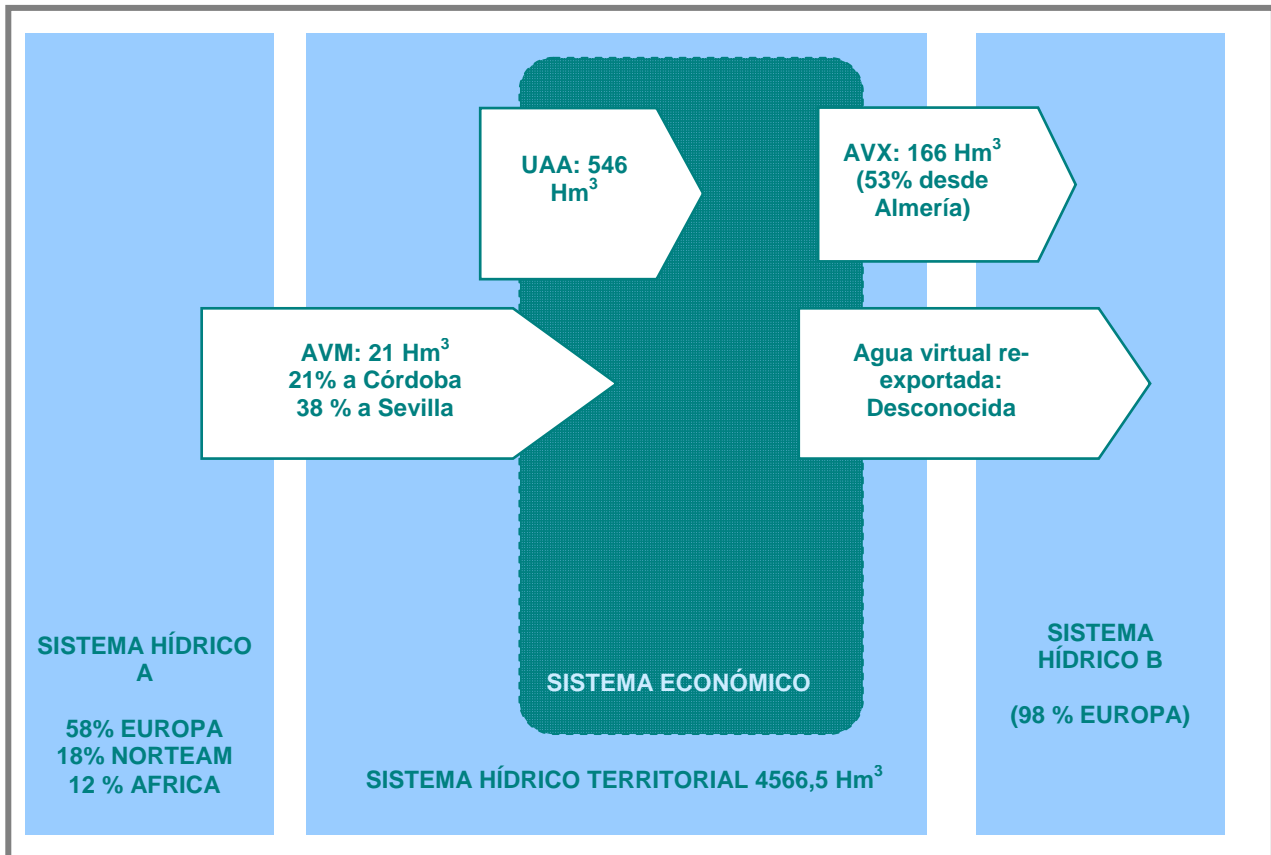 UAA: 546
Hm³
AVX: 166 Hm³
(53% desde
Almería)
AVM: 21 Hm³
21% a Córdoba
38 % a Sevilla
Agua virtual re-
exportada:
Desconocida
SISTEMA HÍDRICO
A
58% EUROPA
18% NORTEAM
12 % AFRICA
SISTEMA ECONÓMICO
SISTEMA HÍDRICO TERRITORIAL 4566,5 Hm³
SISTEMA
HÍDRICO B
(98 % EUROPA)